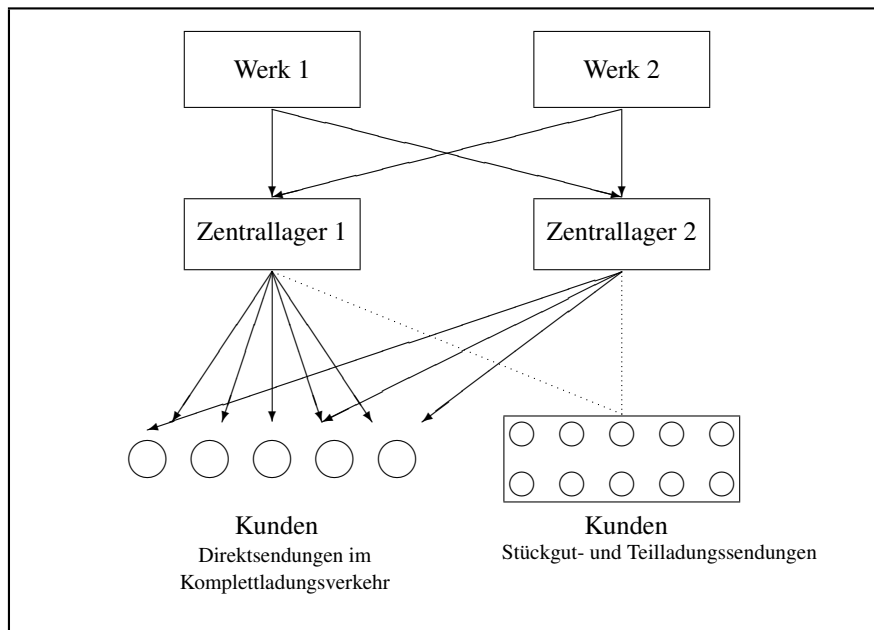 Werk 1
Werk 2
Zentrallager 1
Zentrallager 2
Kunden
Direktsendungen im
Komplettladungsverkehr
Kunden
Stückgut- und Teilladungssendungen